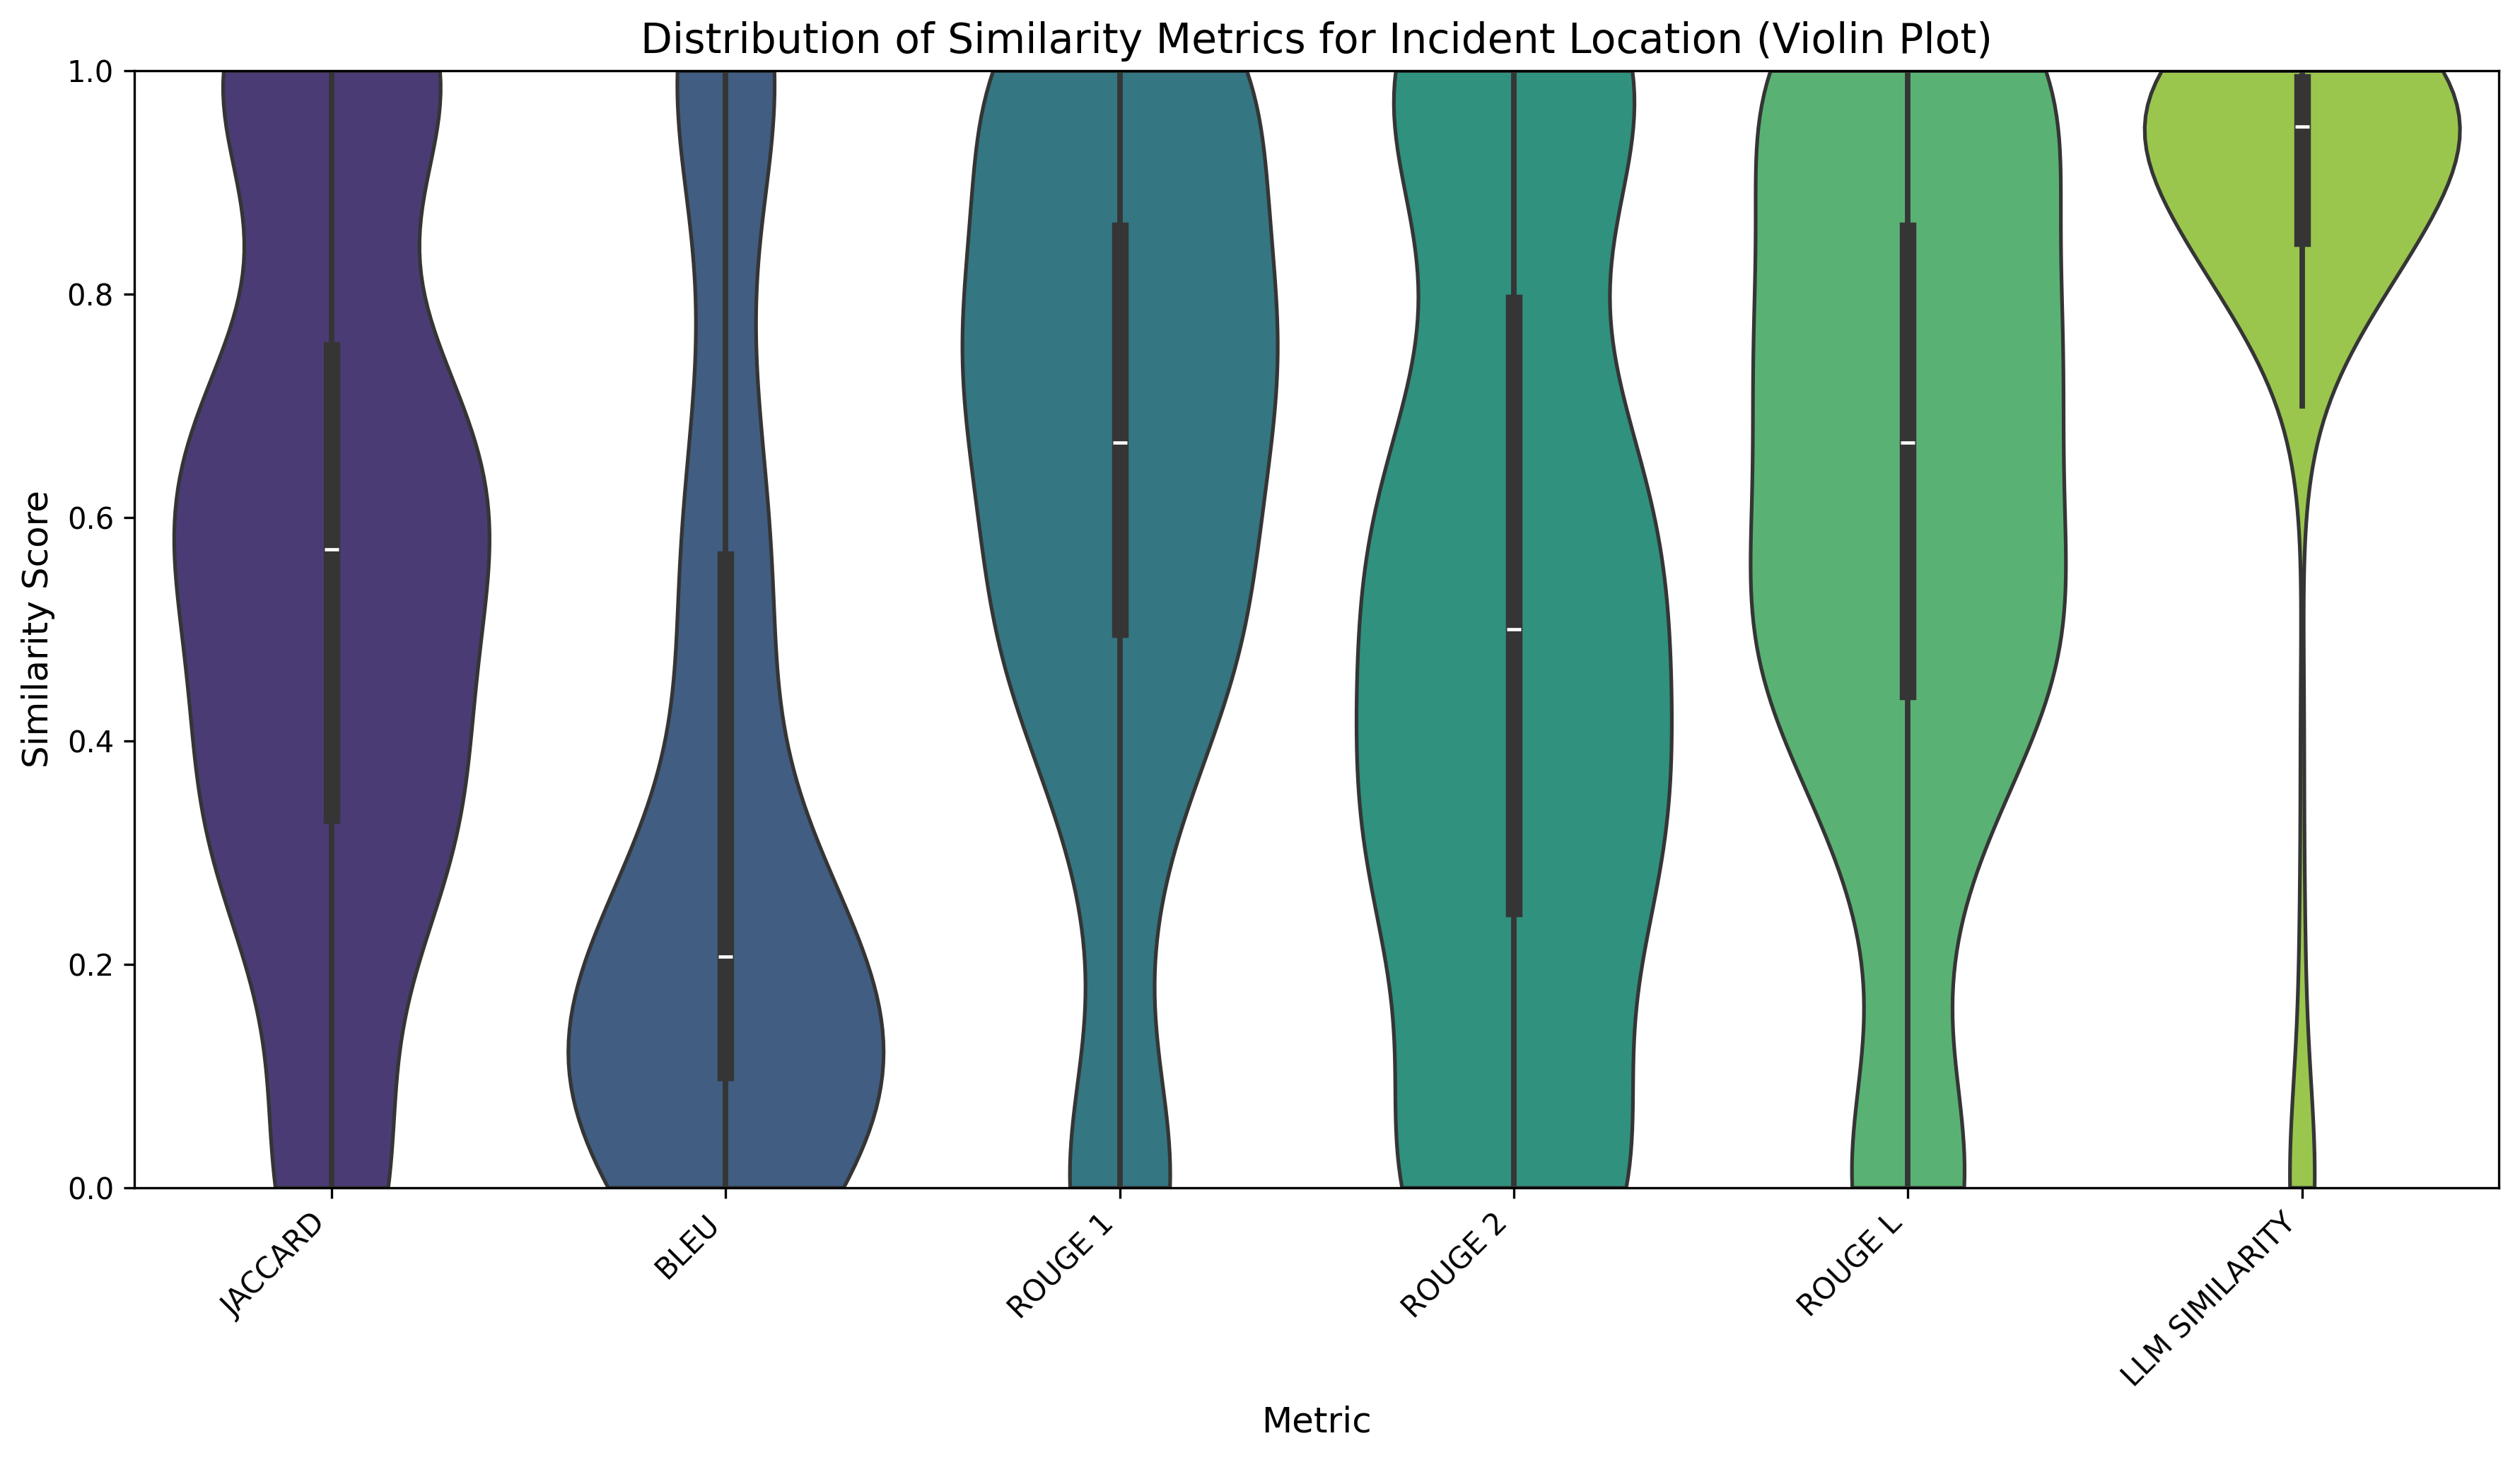 Distribution of Similarity Metrics for Incident Location (Violin Plot)
1.0
0.8
0.6
0.4
0.2
0.0
Similarity Score
JACCARD
BLEU
ROUGE 1
ROUGE 2
ROUGE L
LLM SIMILARITY
Metric